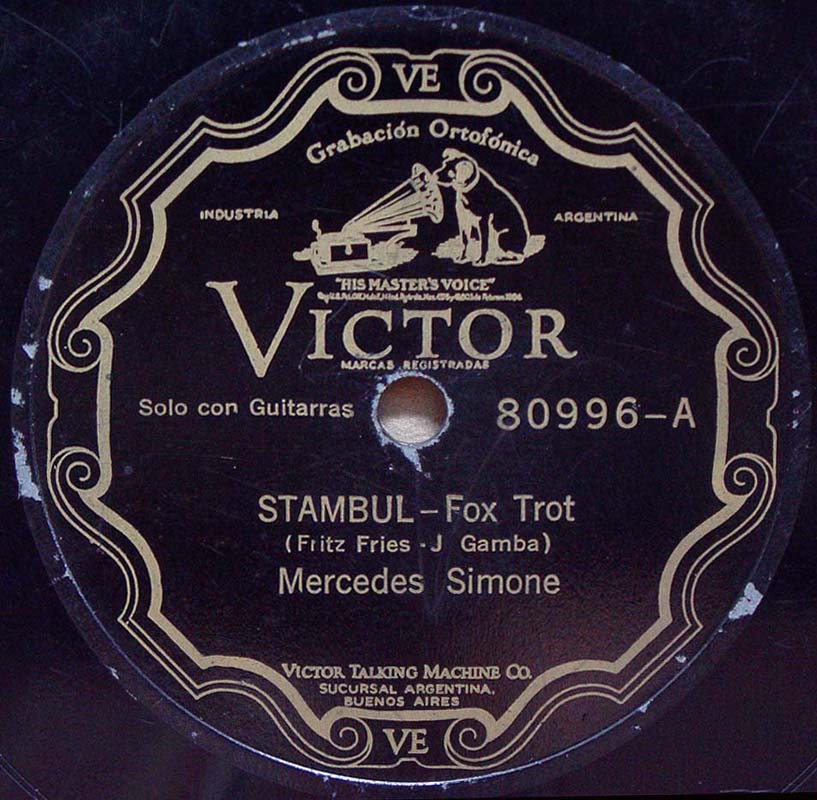 VE
Grabación Ortofónica
INDUSTRIA ARGENTINA
"HIS MASTER'S VOICE"
VICTOR
MARCAS REGISTRADAS
Solo con Guitarras 80996-A
STAMBUL - Fox Trot
(Fritz Fries - J Gamba)
Mercedes Simone
VICTOR TALKING MACHINE CO.
SUCURSAL ARGENTINA,
BUENOS AIRES
VE